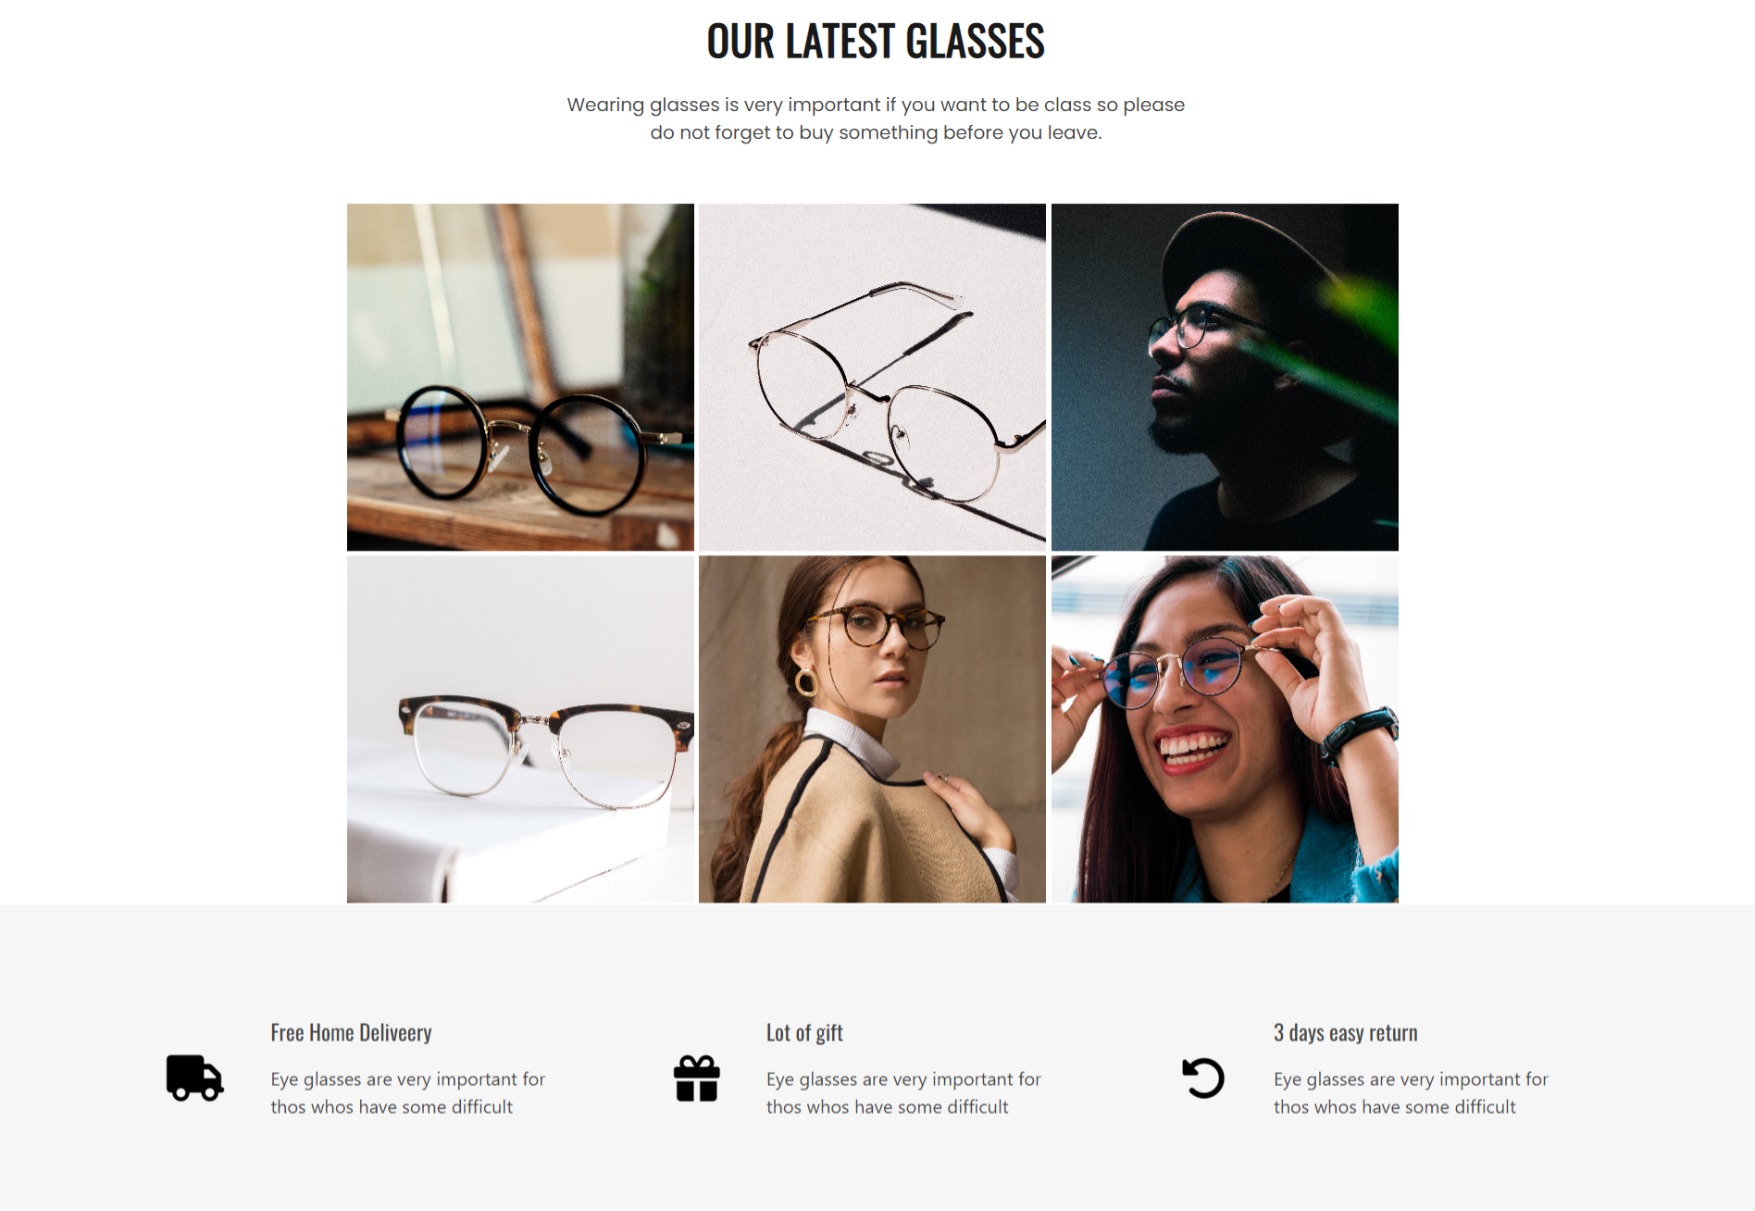 OUR LATEST GLASSES
Wearing glasses is very important if you want to be class so please
do not forget to buy something before you leave.
Free Home Deliveery
Eye glasses are very important for
thos whos have some difficult
Lot of gift
Eye glasses are very important for
thos whos have some difficult
3 days easy return
Eye glasses are very important for
thos whos have some difficult